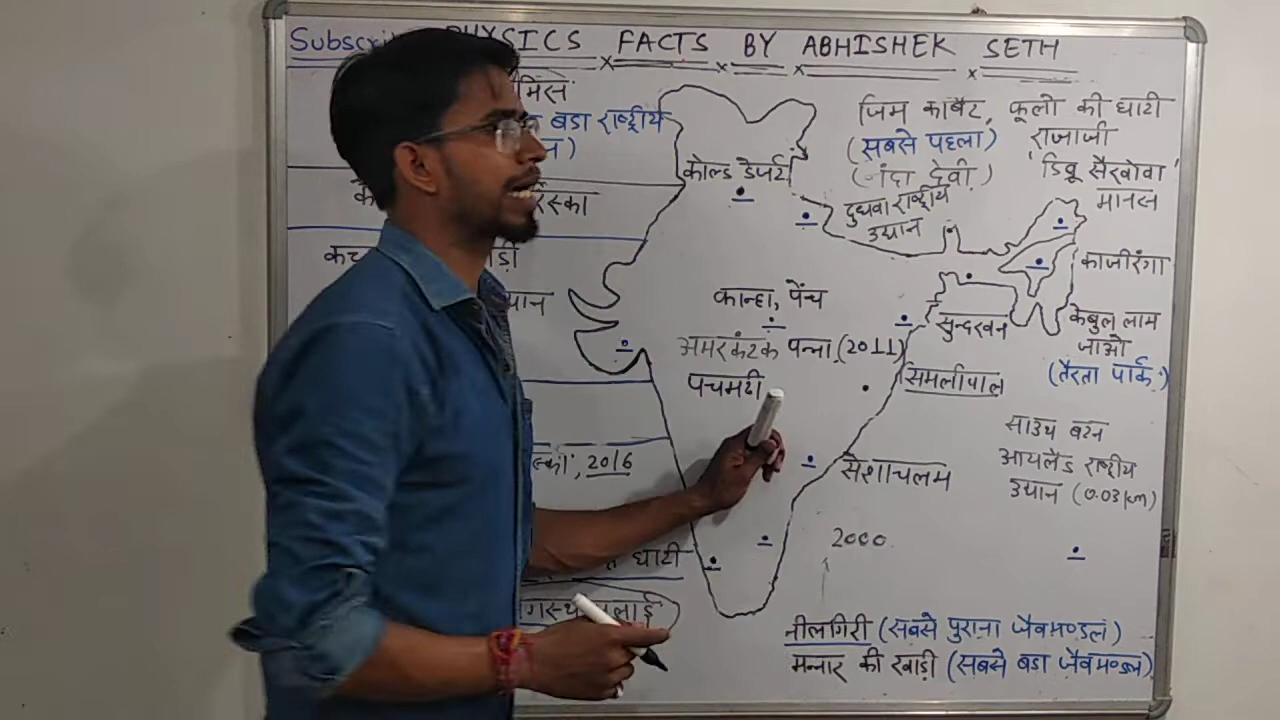 PHYSICS FACTS BY ABHISHEK SETH
बडा राष्ट्रीय
कोल्ड डेजर्ट
जिम कार्बेट, फूलो की घाटी
(सबसे पहला) राजाजी
(नंदा देवी) 'डिब्रू सैखोवा'
दुधवा राष्ट्रीय मानस
उद्यान
काजीरंगा
कान्हा, पेंच
सुन्दरवन
केबुल लाम
जाओ
(तैरता पार्क)
अमरकंटक पन्ना (2011)
पचमढी
सिमलीपाल
साउथ बटन
आयलैंड राष्ट्रीय
उद्यान (0.03/km)
2016
सेशाचलम
2000
घाटी
नीलगिरी (सबसे पुराना जैवमण्डल)
मन्नार की खाड़ी (सबसे बडा जैवमण्डल)